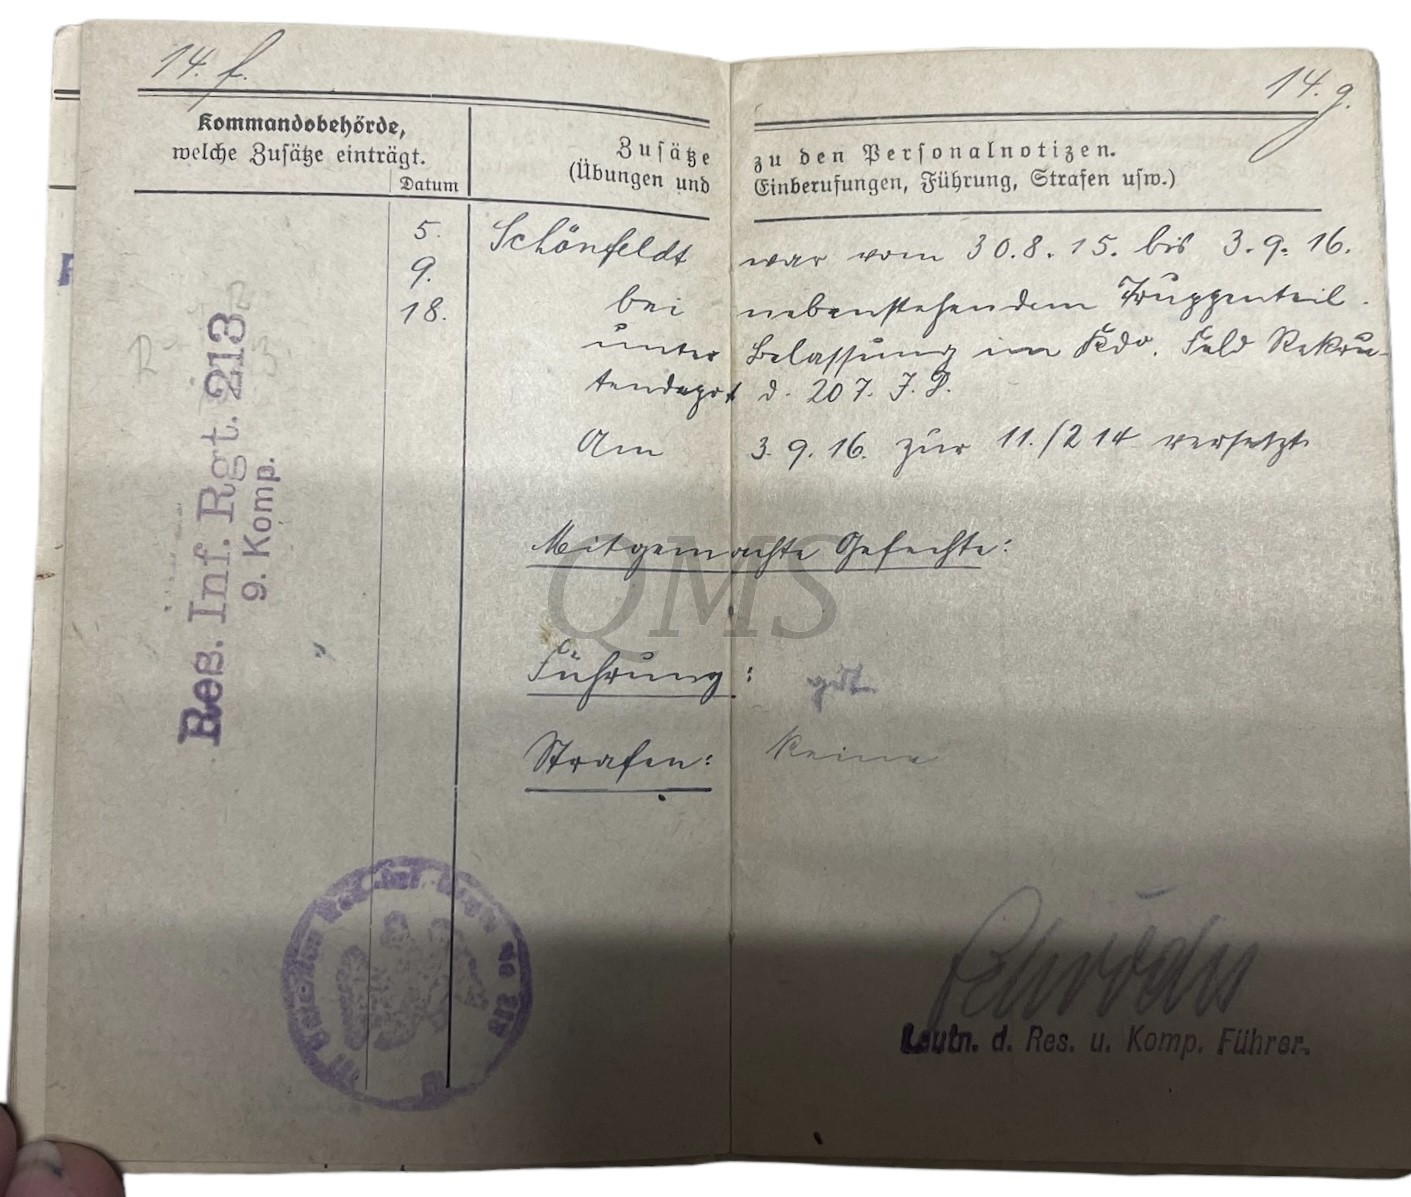 14. f.
14. g.
Kommandobehörde,
welche Zusätze einträgt.
Datum
Zusätze zu den Personalnotizen.
(Übungen und Einberufungen, Führung, Strafen usw.)
5.
9.
18.
Schönfeldt war vom 30.8.15. bis 3.9.16.
bei nebenstehendem Truppenteil.
unter Belassung im Kdo. Feld Rekru-
tendepot d. 207. J.D.
Am 3.9.16. zur 11./214 versetzt
Mitgemachte Gefechte:
Führung: gut.
Strafen: keine
Res. Inf. Rgt. 213
9. Komp.
QMS
Leutn. d. Res. u. Komp. Führer.